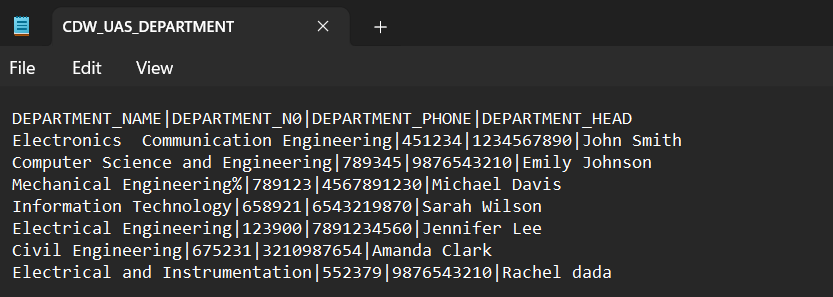 CDW_UAS_DEPARTMENT
File Edit View
DEPARTMENT_NAME|DEPARTMENT_N0|DEPARTMENT_PHONE|DEPARTMENT_HEAD
Electronics  Communication Engineering|451234|1234567890|John Smith
Computer Science and Engineering|789345|9876543210|Emily Johnson
Mechanical Engineering%|789123|4567891230|Michael Davis
Information Technology|658921|6543219870|Sarah Wilson
Electrical Engineering|123900|7891234560|Jennifer Lee
Civil Engineering|675231|3210987654|Amanda Clark
Electrical and Instrumentation|552379|9876543210|Rachel dada